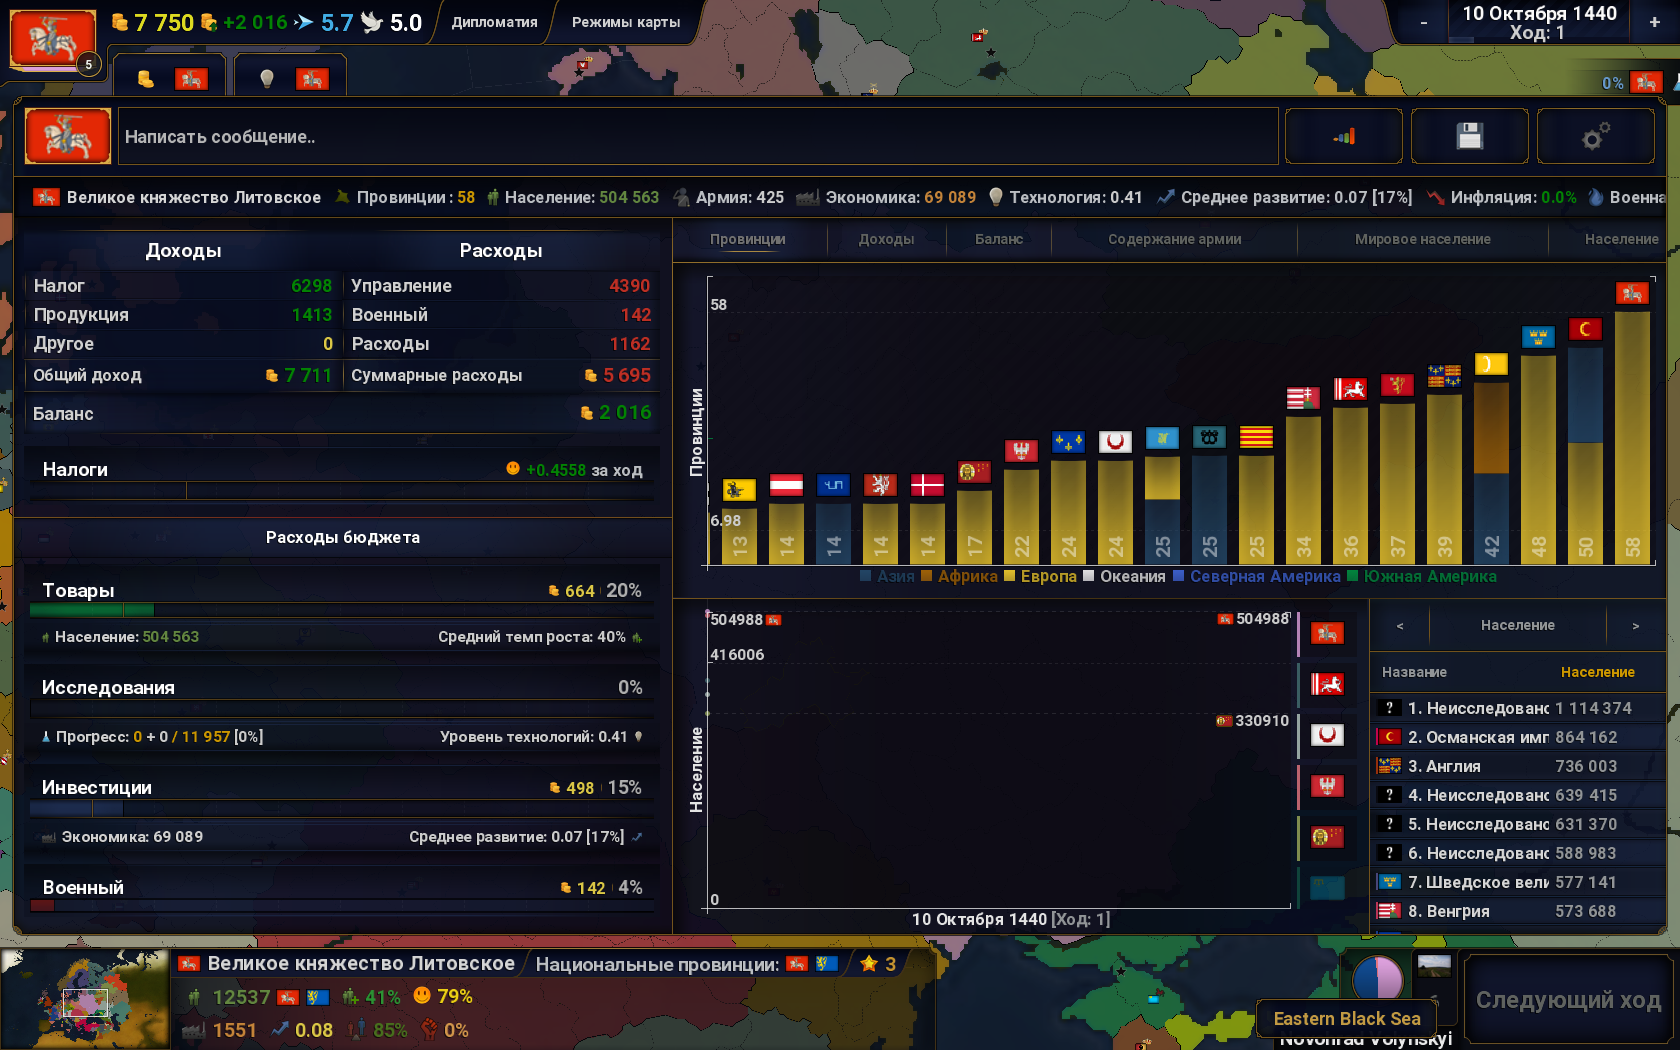 7 750 +2 016 5.7 5.0 Дипломатия Режимы карты
- 10 Октября 1440 +
Ход: 1
5
0%
Написать сообщение..
Великое княжество Литовское Провинции : 58 Население: 504 563 Армия: 425 Экономика: 69 089 Технология: 0.41 Среднее развитие: 0.07 [17%] Инфляция: 0.0% Военна
Доходы Расходы
Налог 6298 Управление 4390
Продукция 1413 Военный 142
Другое 0 Расходы 1162
Общий доход 7 711 Суммарные расходы 5 695
Баланс 2 016
Налоги +0.4558 за ход
Расходы бюджета
Товары 664 20%
Население: 504 563 Средний темп роста: 40%
Исследования 0%
Прогресс: 0 + 0 / 11 957 [0%] Уровень технологий: 0.41
Инвестиции 498 15%
Экономика: 69 089 Среднее развитие: 0.07 [17%]
Военный 142 4%
Провинции Доходы Баланс Содержание армии Мировое население Население
58
Провинции
6.98
13 14 14 14 14 17 22 24 24 25 25 25 34 36 37 39 42 48 50 58
Азия Африка Европа Океания Северная Америка Южная Америка
504988 504988
416006
330910
Население
0
10 Октября 1440 [Ход: 1]
< Население >
Название Население
? 1. Неисследованс 1 114 374
2. Османская имп 864 162
3. Англия 736 003
? 4. Неисследованс 639 415
? 5. Неисследованс 631 370
? 6. Неисследованс 588 983
7. Шведское вели 577 141
8. Венгрия 573 688
Великое княжество Литовское Национальные провинции: 3
12537 41% 79%
1551 0.08 85% 0%
Eastern Black Sea
Novohrad Volynskyi
Следующий ход